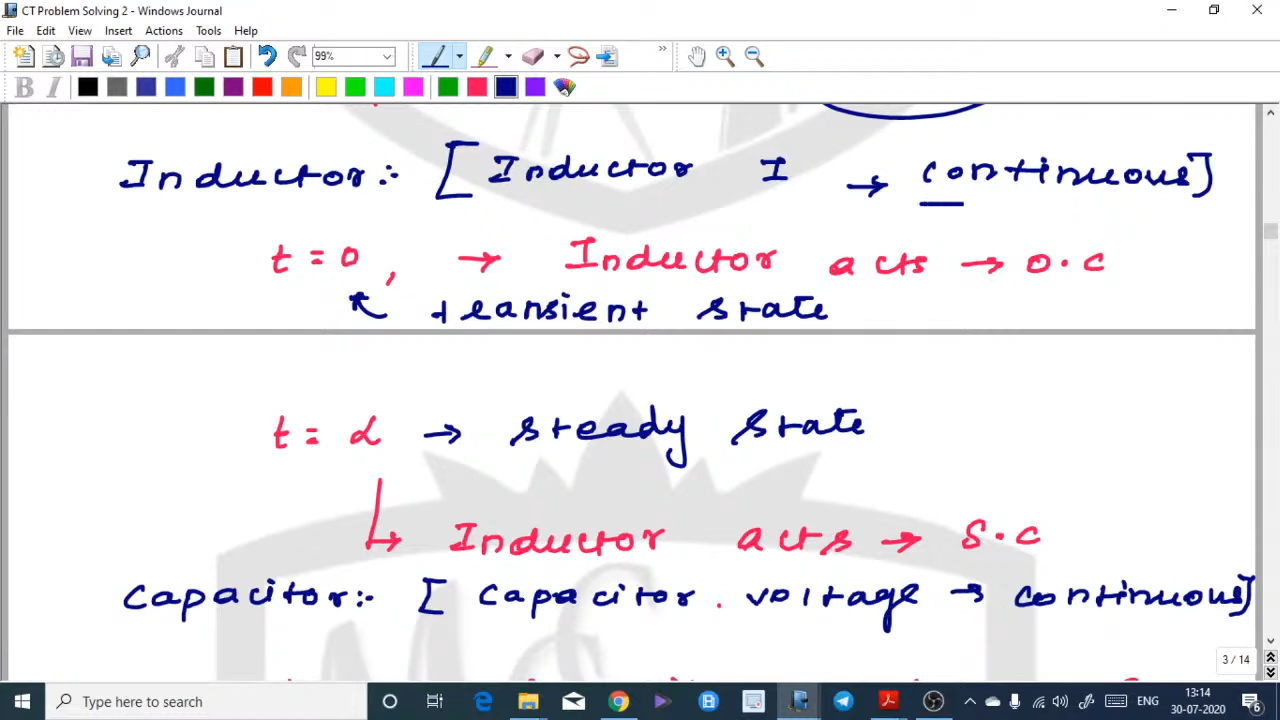 CT Problem Solving 2 - Windows Journal
File Edit View Insert Actions Tools Help
99%
B I
Inductor:- [Inductor I → continuous]
t = 0, → Inductor acts → O.C
transient state
t = α → steady state
Inductor acts → S.C
Capacitor:- [Capacitor. voltage → continuous]
3 / 14
Type here to search
ENG
13:14
30-07-2020
6